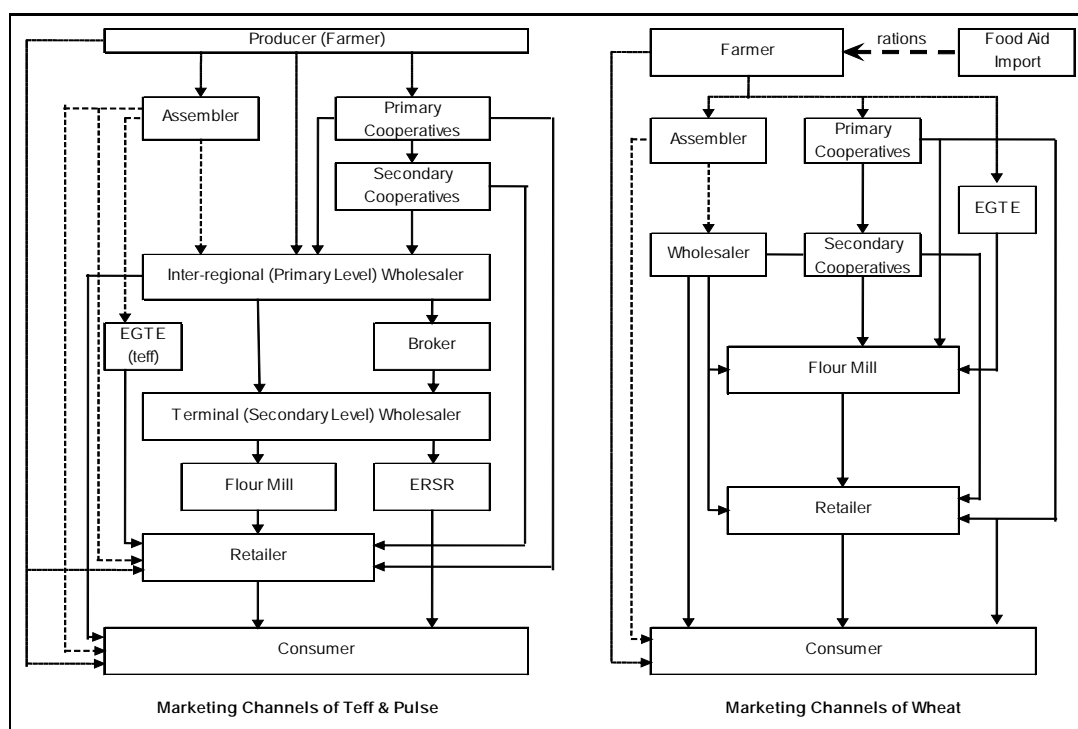 Producer (Farmer)
Assembler
Primary
Cooperatives
Secondary
Cooperatives
Inter-regional (Primary Level) Wholesaler
EGTE
(teff)
Broker
Terminal (Secondary Level) Wholesaler
Flour Mill
ERSR
Retailer
Consumer
Marketing Channels of Teff & Pulse
Farmer
rations
Food Aid
Import
Assembler
Primary
Cooperatives
EGTE
Wholesaler
Secondary
Cooperatives
Flour Mill
Retailer
Consumer
Marketing Channels of Wheat